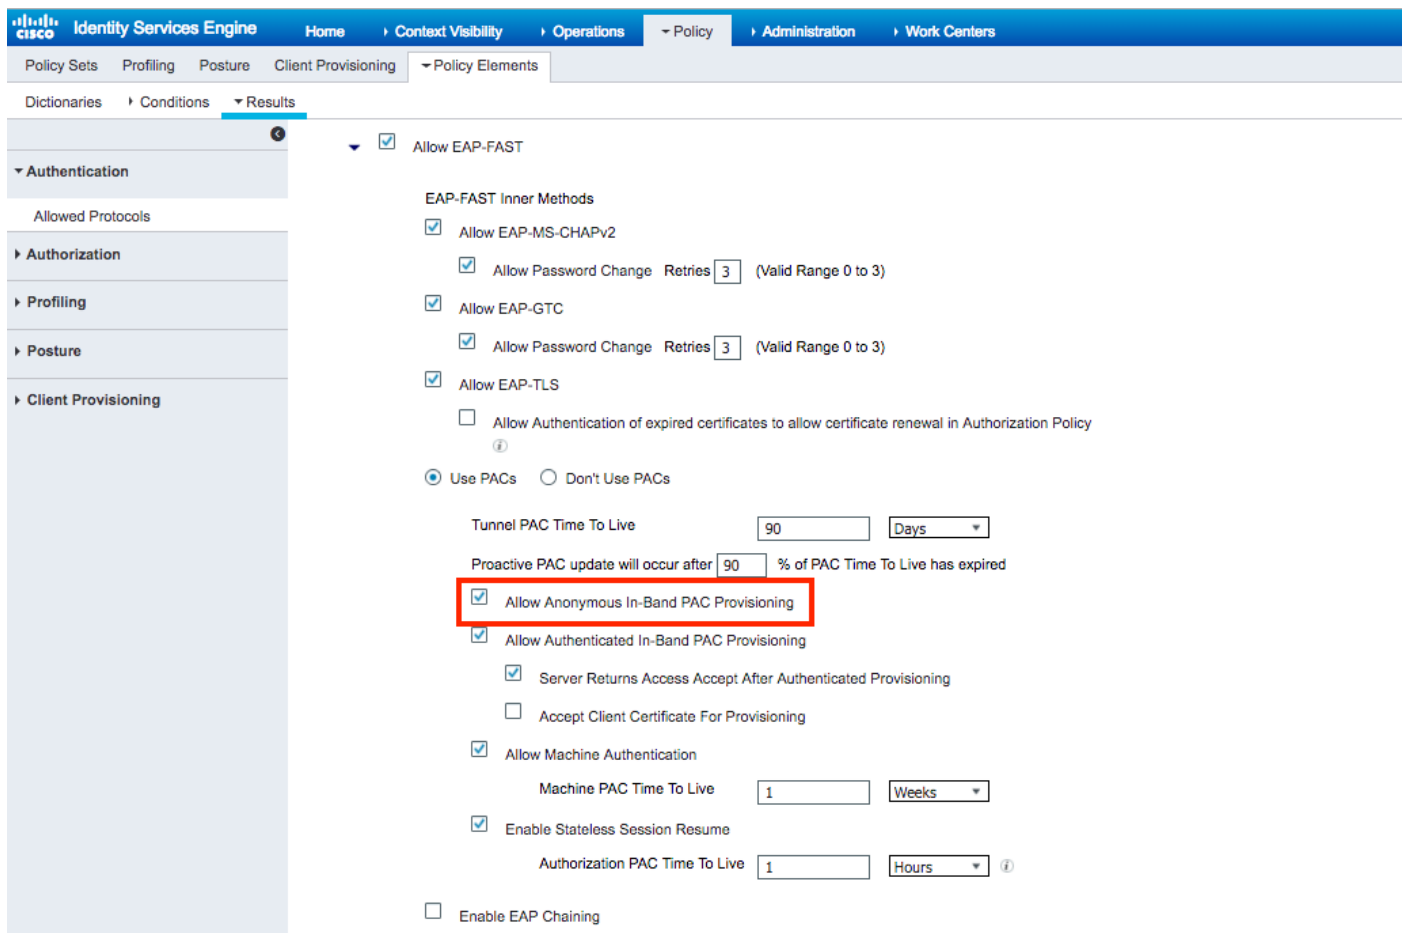 CISCO Identity Services Engine Home Context Visibility Operations Policy Administration Work Centers
Policy Sets Profiling Posture Client Provisioning Policy Elements
Dictionaries Conditions Results
Authentication
Allowed Protocols
Authorization
Profiling
Posture
Client Provisioning
Allow EAP-FAST
EAP-FAST Inner Methods
Allow EAP-MS-CHAPv2
Allow Password Change Retries 3 (Valid Range 0 to 3)
Allow EAP-GTC
Allow Password Change Retries 3 (Valid Range 0 to 3)
Allow EAP-TLS
Allow Authentication of expired certificates to allow certificate renewal in Authorization Policy
i
Use PACs Don't Use PACs
Tunnel PAC Time To Live 90 Days
Proactive PAC update will occur after 90 % of PAC Time To Live has expired
Allow Anonymous In-Band PAC Provisioning
Allow Authenticated In-Band PAC Provisioning
Server Returns Access Accept After Authenticated Provisioning
Accept Client Certificate For Provisioning
Allow Machine Authentication
Machine PAC Time To Live 1 Weeks
Enable Stateless Session Resume
Authorization PAC Time To Live 1 Hours i
Enable EAP Chaining